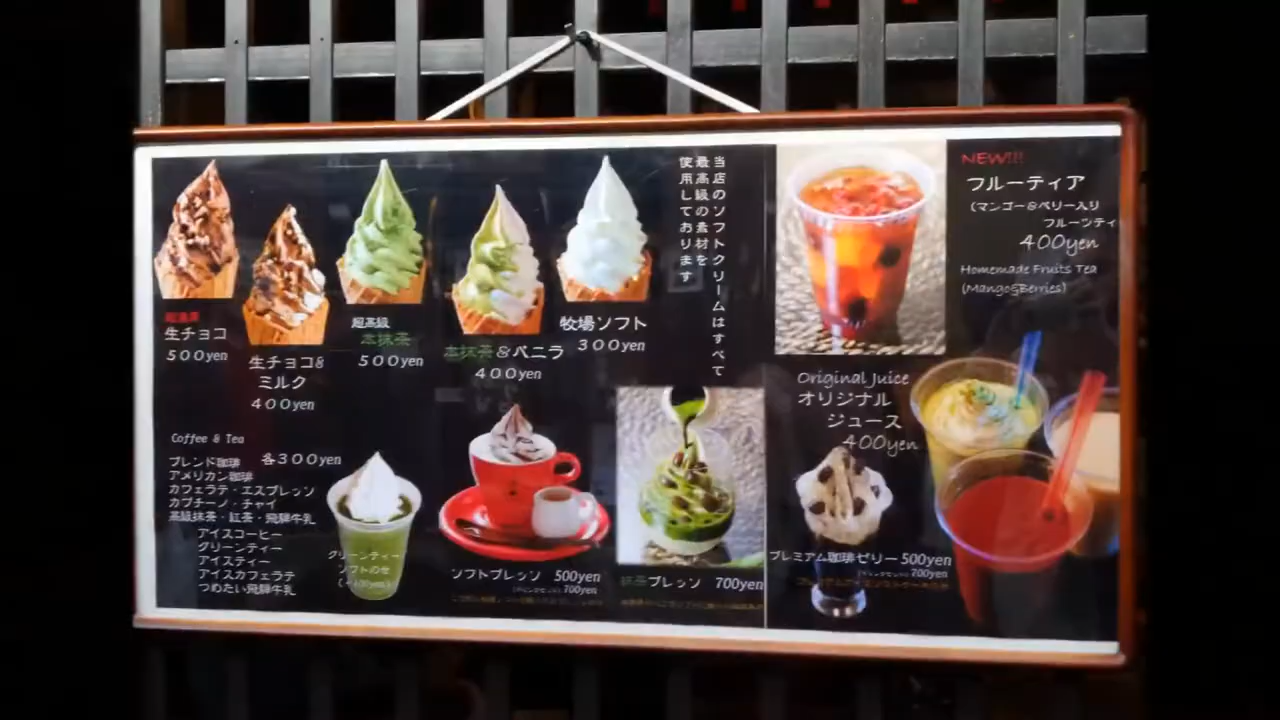 超濃厚
生チョコ
500yen
生チョコ&
ミルク
400yen
超高級
本抹茶
500yen
本抹茶&バニラ
400yen
牧場ソフト
300yen
当店のソフトクリームはすべて
最高級の素材を
使用しております
NEW!!!
フルーティア
(マンゴー&ベリー入り
フルーツティ
400yen
Homemade Fruits Tea
(Mango&Berries)
Coffee & Tea
各300yen
ブレンド珈琲
アメリカン珈琲
カフェラテ・エスプレッソ
カプチーノ・チャイ
高級抹茶・紅茶・飛騨牛乳
アイスコーヒー
グリーンティー
アイスティー
アイスカフェラテ
つめたい飛騨牛乳
グリーンティー
ソフトのせ
ソフトプレッソ 500yen
700yen
抹茶プレッソ 700yen
Original Juice
オリジナル
ジュース
400yen
プレミアム珈琲ゼリー 500yen
700yen